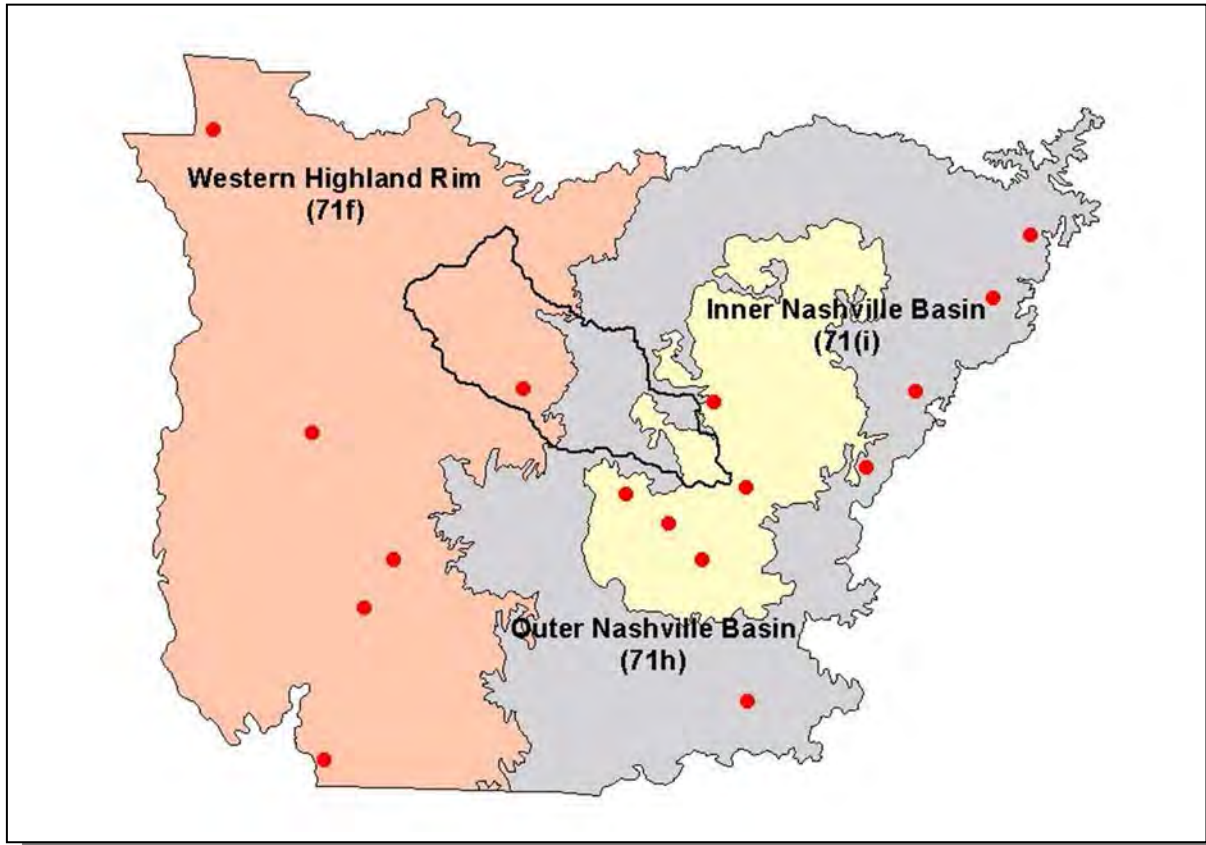 Western Highland Rim
(71f)
Inner Nashville Basin
(71(i)
Outer Nashville Basin
(71h)